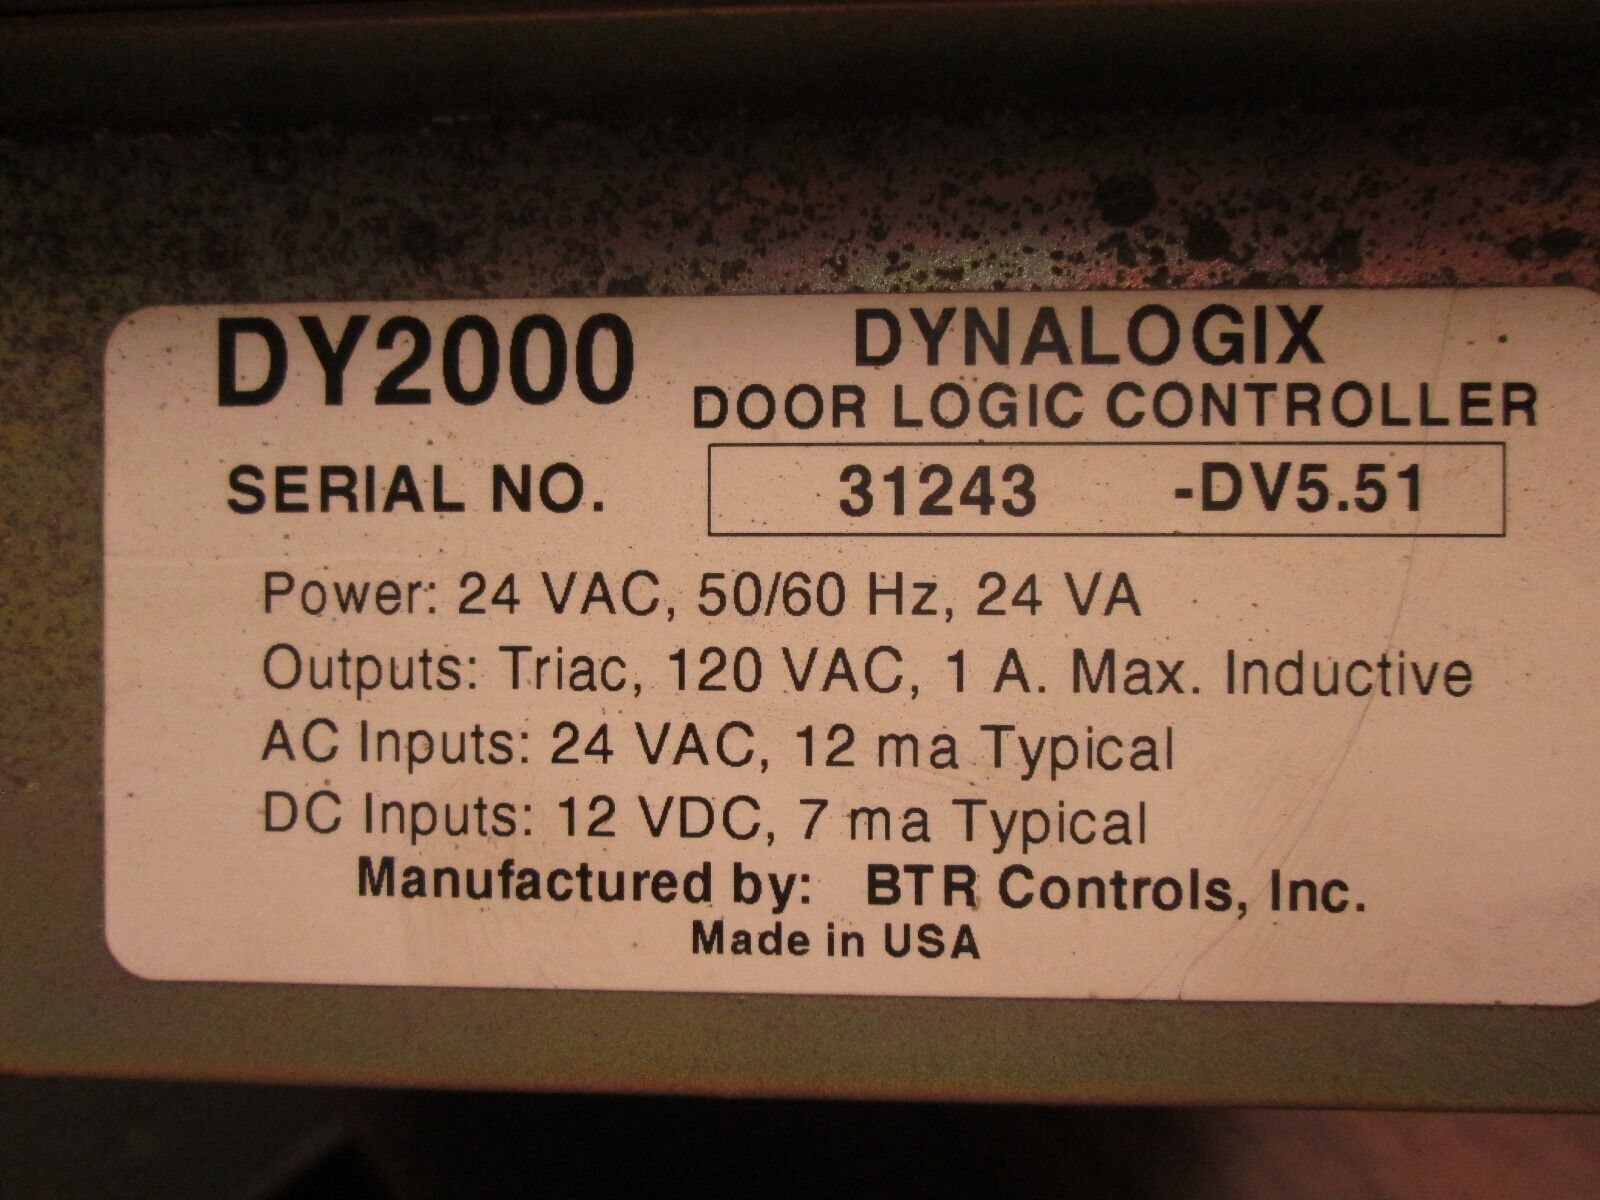 DY2000
DYNALOGIX
DOOR LOGIC CONTROLLER
SERIAL NO. 31243 -DV5.51
Power: 24 VAC, 50/60 Hz, 24 VA
Outputs: Triac, 120 VAC, 1 A. Max. Inductive
AC Inputs: 24 VAC, 12 ma Typical
DC Inputs: 12 VDC, 7 ma Typical
Manufactured by: BTR Controls, Inc.
Made in USA